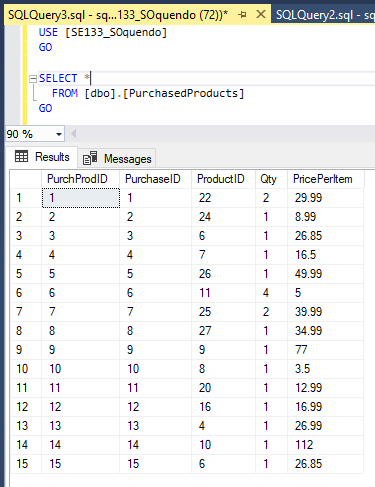 SQLQuery3.sql - sq...133_SOquendo (72))* SQLQuery2.sql - s
USE [SE133_SOquendo]
GO
SELECT *
FROM [dbo].[PurchasedProducts]
GO
90 %
Results Messages
PurchProdID PurchaseID ProductID Qty PricePerItem
1 1 1 22 2 29.99
2 2 2 24 1 8.99
3 3 3 6 1 26.85
4 4 4 7 1 16.5
5 5 5 26 1 49.99
6 6 6 11 4 5
7 7 7 25 2 39.99
8 8 8 27 1 34.99
9 9 9 9 1 77
10 10 10 8 1 3.5
11 11 11 20 1 12.99
12 12 12 16 1 16.99
13 13 13 4 1 26.99
14 14 14 10 1 112
15 15 15 6 1 26.85